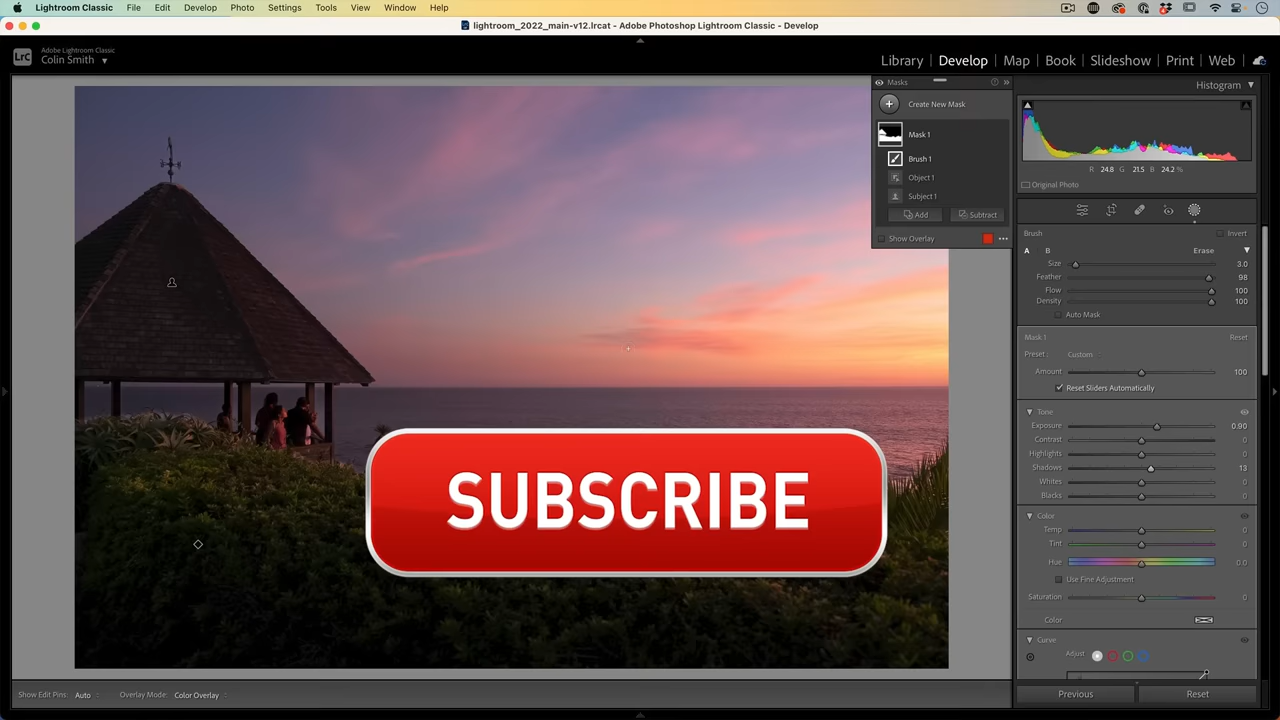 Lightroom Classic File Edit Develop Photo Settings Tools View Window Help
lightroom_2022_main-v12.lrcat - Adobe Photoshop Lightroom Classic - Develop
LrC
Adobe Lightroom Classic
Colin Smith
Library | Develop | Map | Book | Slideshow | Print | Web
Masks
Create New Mask
Mask 1
Brush 1
Object 1
Subject 1
Add Subtract
Show Overlay
Histogram
R 24.8 G 21.5 B 24.2 %
Original Photo
Brush Invert
A B Erase
Size 3.0
Feather 98
Flow 100
Density 100
Auto Mask
Mask 1 Reset
Preset : Custom
Amount 100
Reset Sliders Automatically
Tone
Exposure 0.90
Contrast 0
Highlights 0
Shadows 13
Whites 0
Blacks 0
Color
Temp 0
Tint 0
Hue 0.0
Use Fine Adjustment
Saturation 0
Color
Curve
Adjust
SUBSCRIBE
Show Edit Pins: Auto Overlay Mode: Color Overlay
Previous Reset